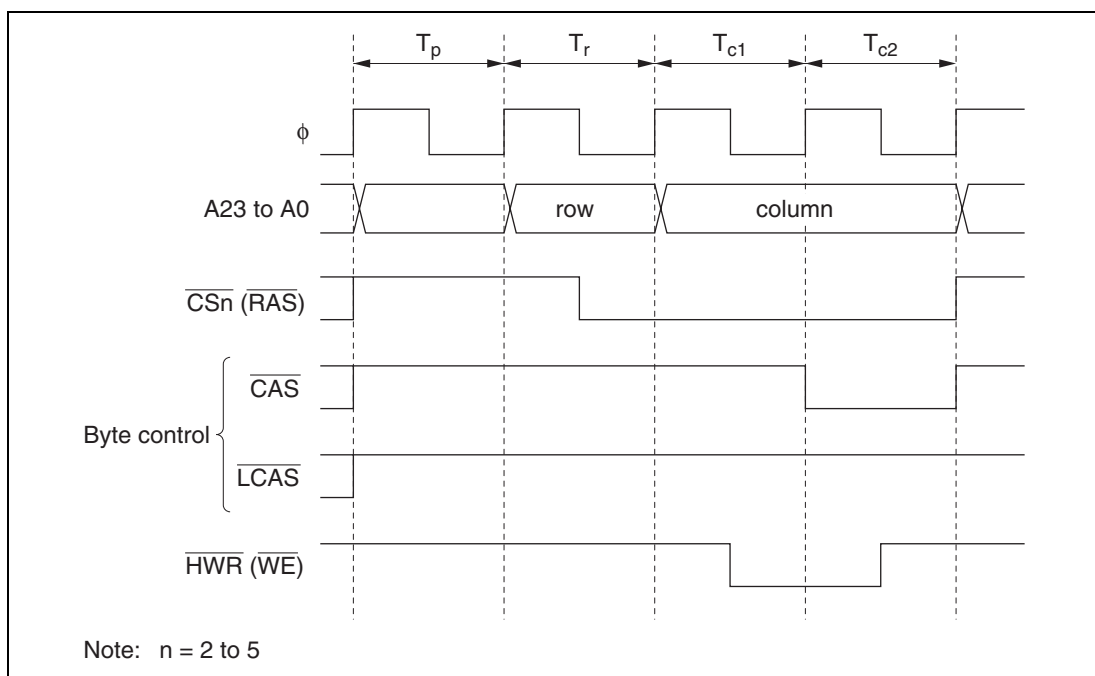 Tp Tr Tc1 Tc2
φ
A23 to A0 row column
CSn (RAS)
CAS
Byte control
LCAS
HWR (WE)
Note: n = 2 to 5